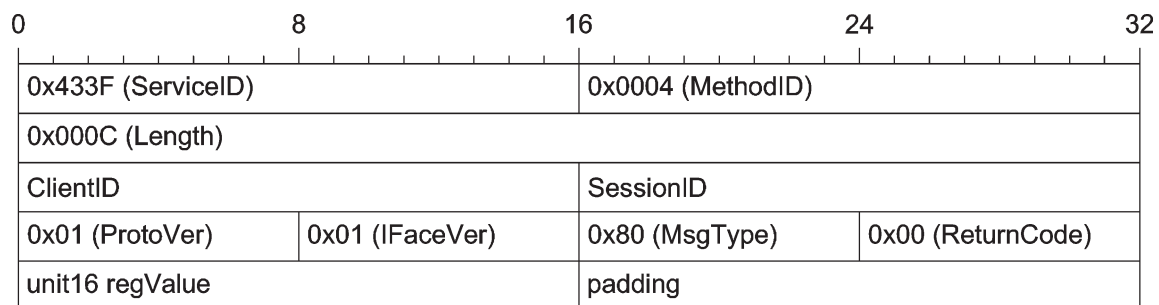 0 8 16 24 32
0x433F (ServiceID) 0x0004 (MethodID)
0x000C (Length)
ClientID SessionID
0x01 (ProtoVer) 0x01 (IFaceVer) 0x80 (MsgType) 0x00 (ReturnCode)
unit16 regValue padding